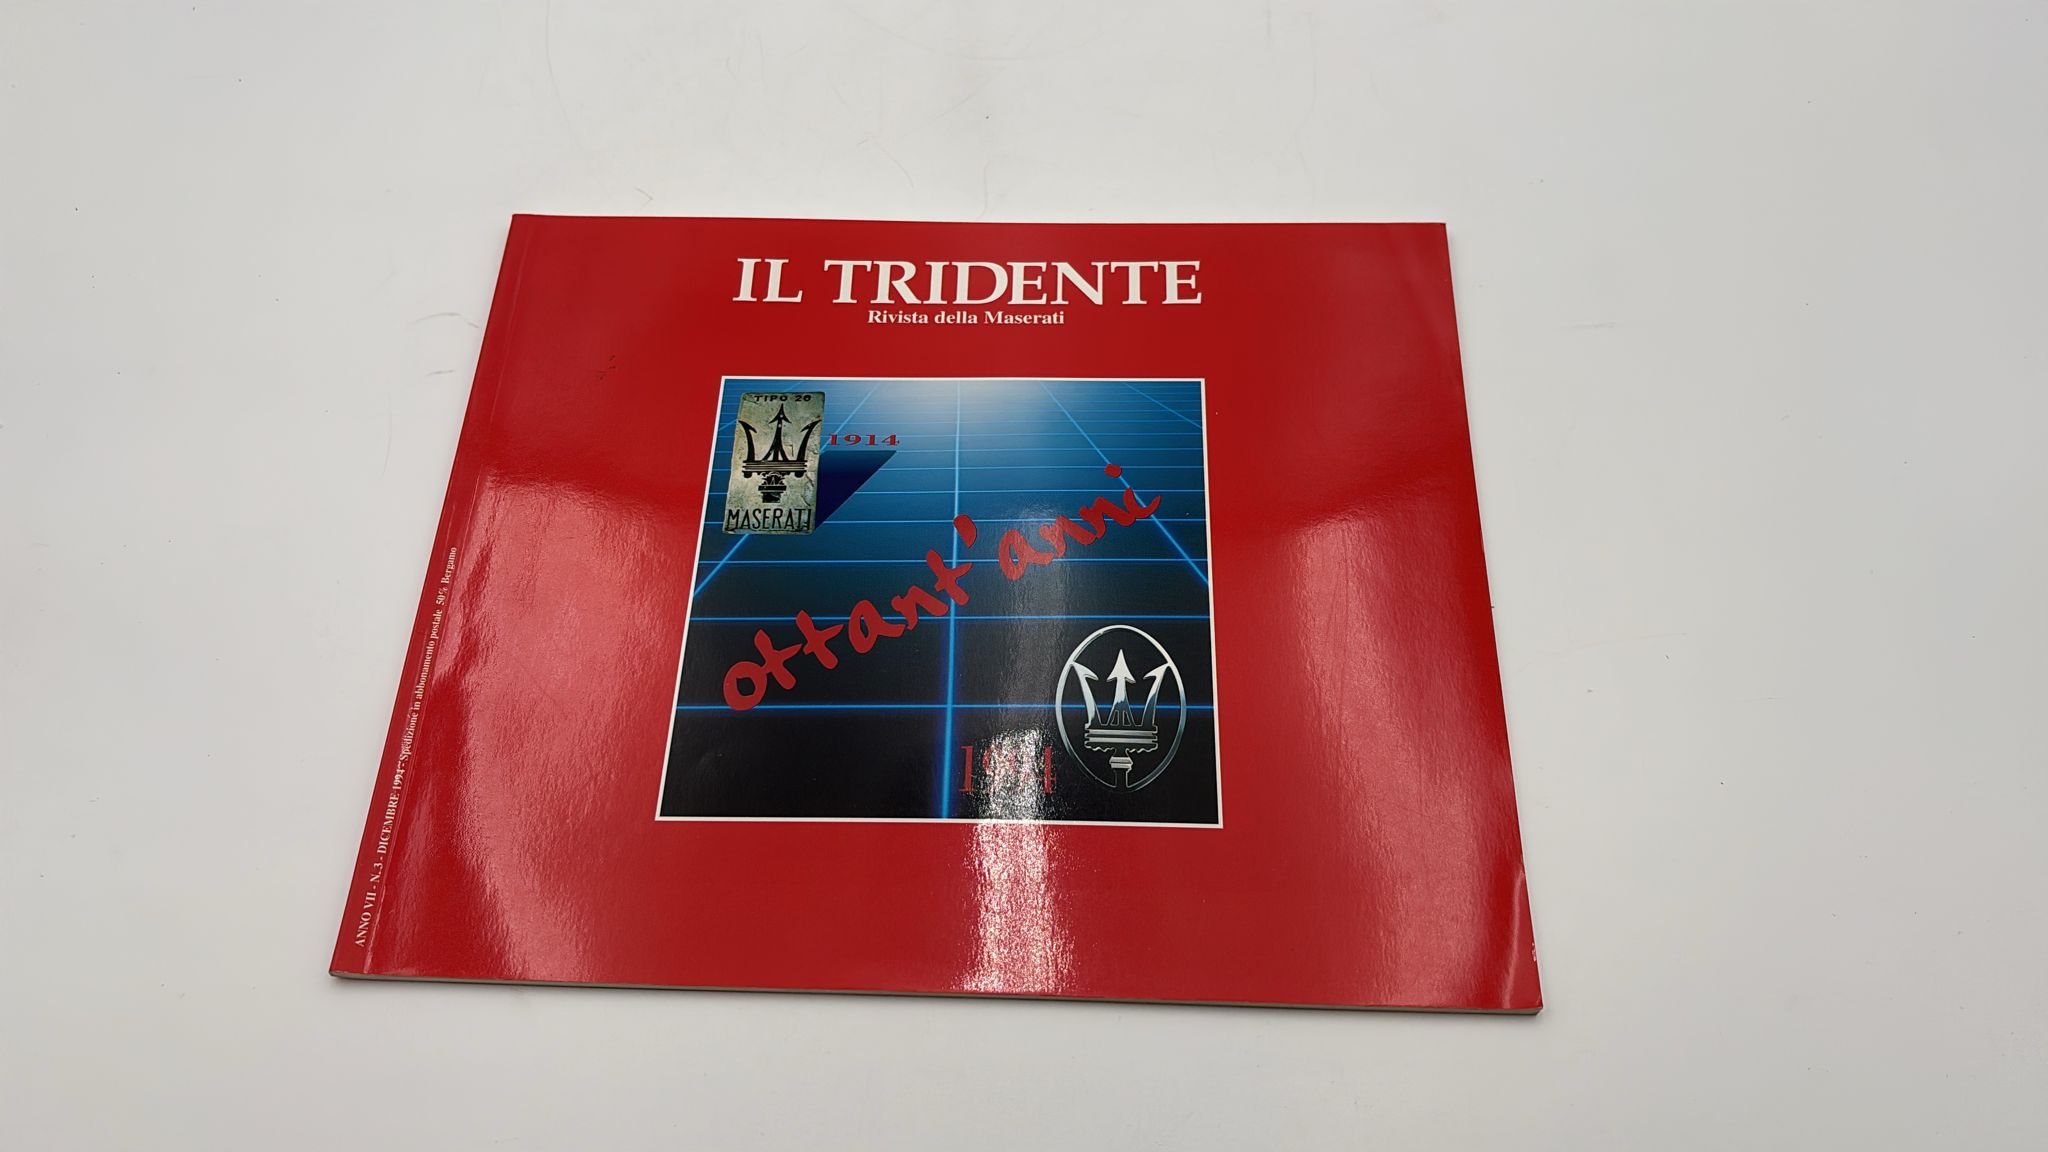 IL TRIDENTE
Rivista della Maserati
TIPO 26
MASERATI
1914
ottant'anni
ANNO VII - N.3 - DICEMBRE 1994 - Spedizione in abbonamento postale 50% Bergamo